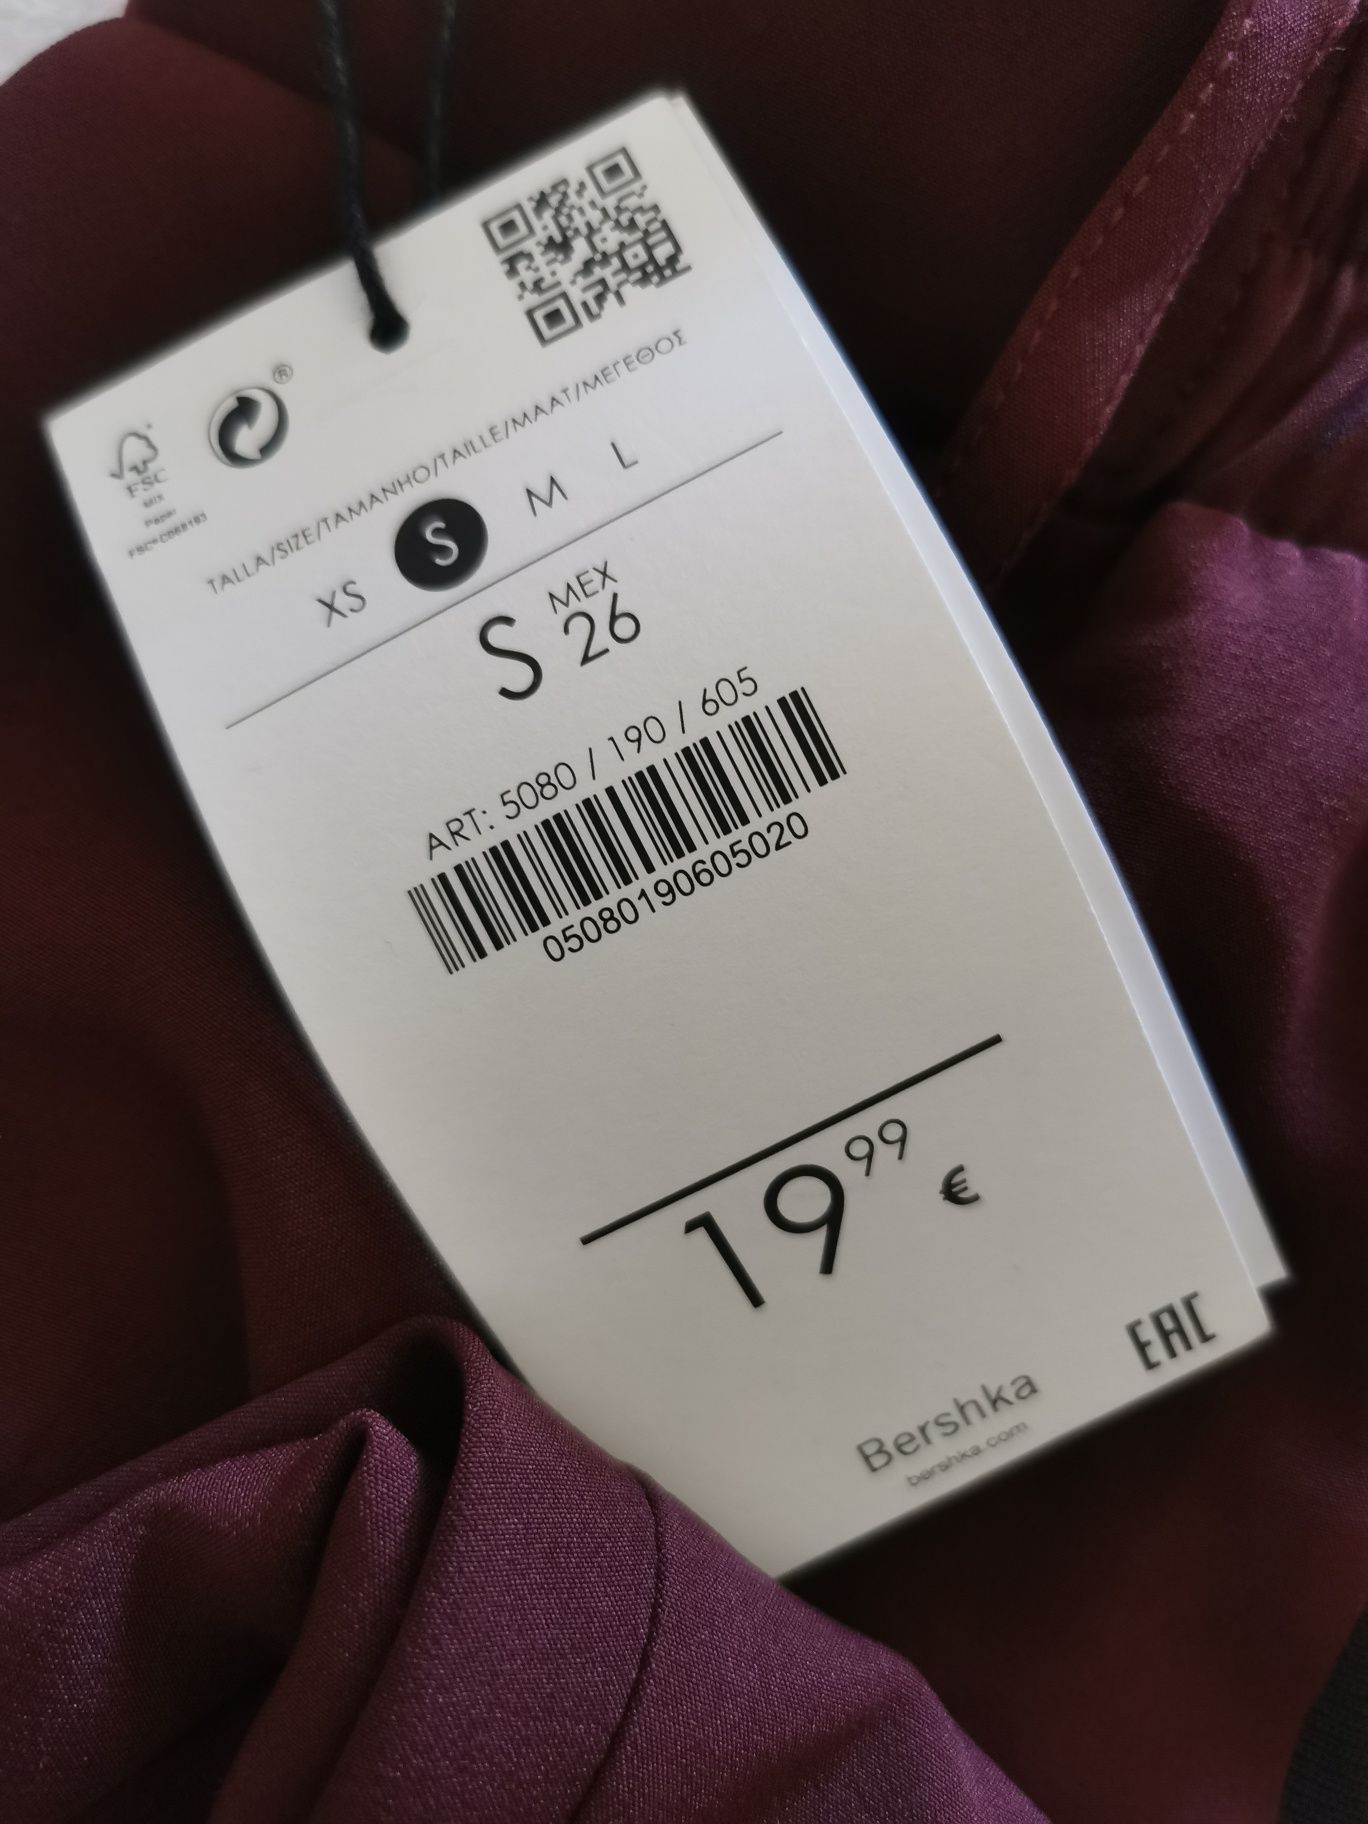 ®
FSC
MIX
Paper
TALLA/SIZE/TAMANHO/TAILLE/MAAT/ΜΕΓΕΘΟΣ
XS S M L
S MEX 26
ART: 5080 / 190 / 605
05080190605020
19 99 €
EAC
Bershka
bershka.com